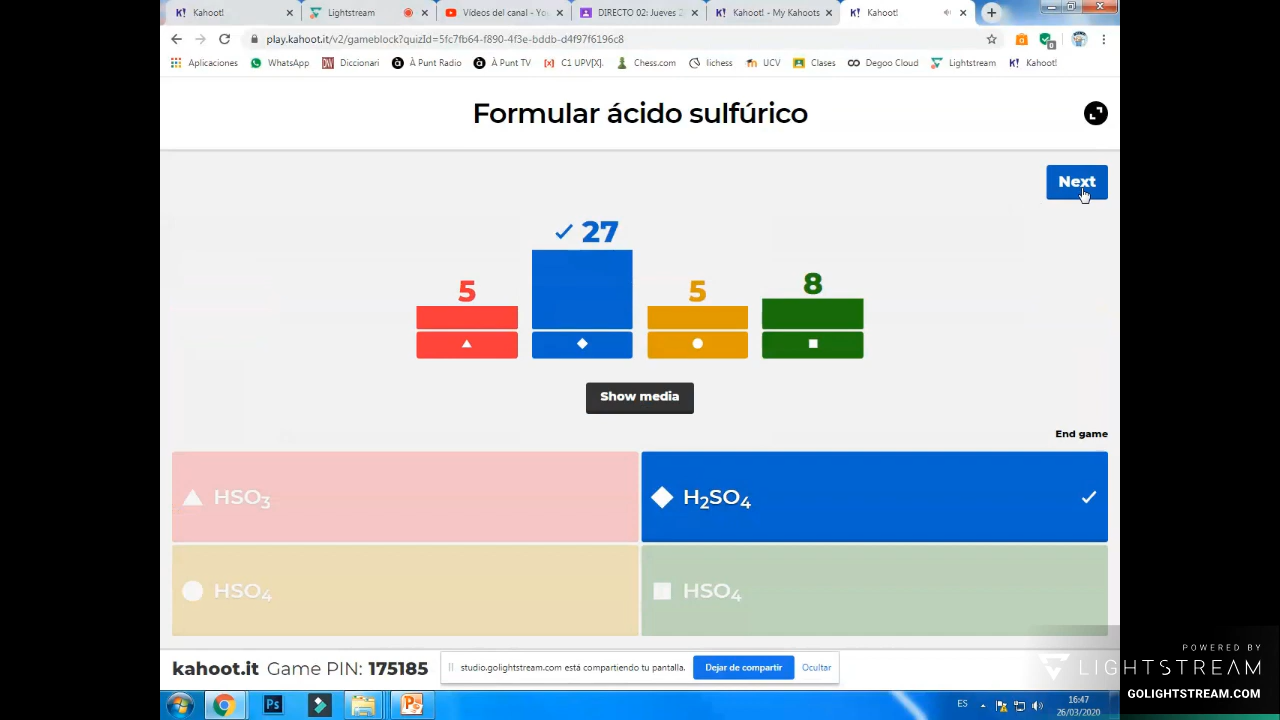 Kahoot!
Lightstream
Vídeos del canal - Yo
DIRECTO 02: Jueves 2
Kahoot! - My Kahoots
Kahoot!
play.kahoot.it/v2/gameblock?quizId=5fc7fb64-f890-4f3e-bddb-d4f97f6196c8
Aplicaciones WhatsApp Diccionari À Punt Radio À Punt TV C1 UPV[X]. Chess.com lichess UCV Clases Degoo Cloud Lightstream Kahoot!
Formular ácido sulfúrico
Next
5
27
5
8
Show media
End game
HSO₃
H₂SO₄
HSO₄
HSO₄
kahoot.it Game PIN: 175185
studio.golightstream.com está compartiendo tu pantalla.
Dejar de compartir
Ocultar
POWERED BY
LIGHTSTREAM
GOLIGHTSTREAM.COM
ES
16:47
26/03/2020